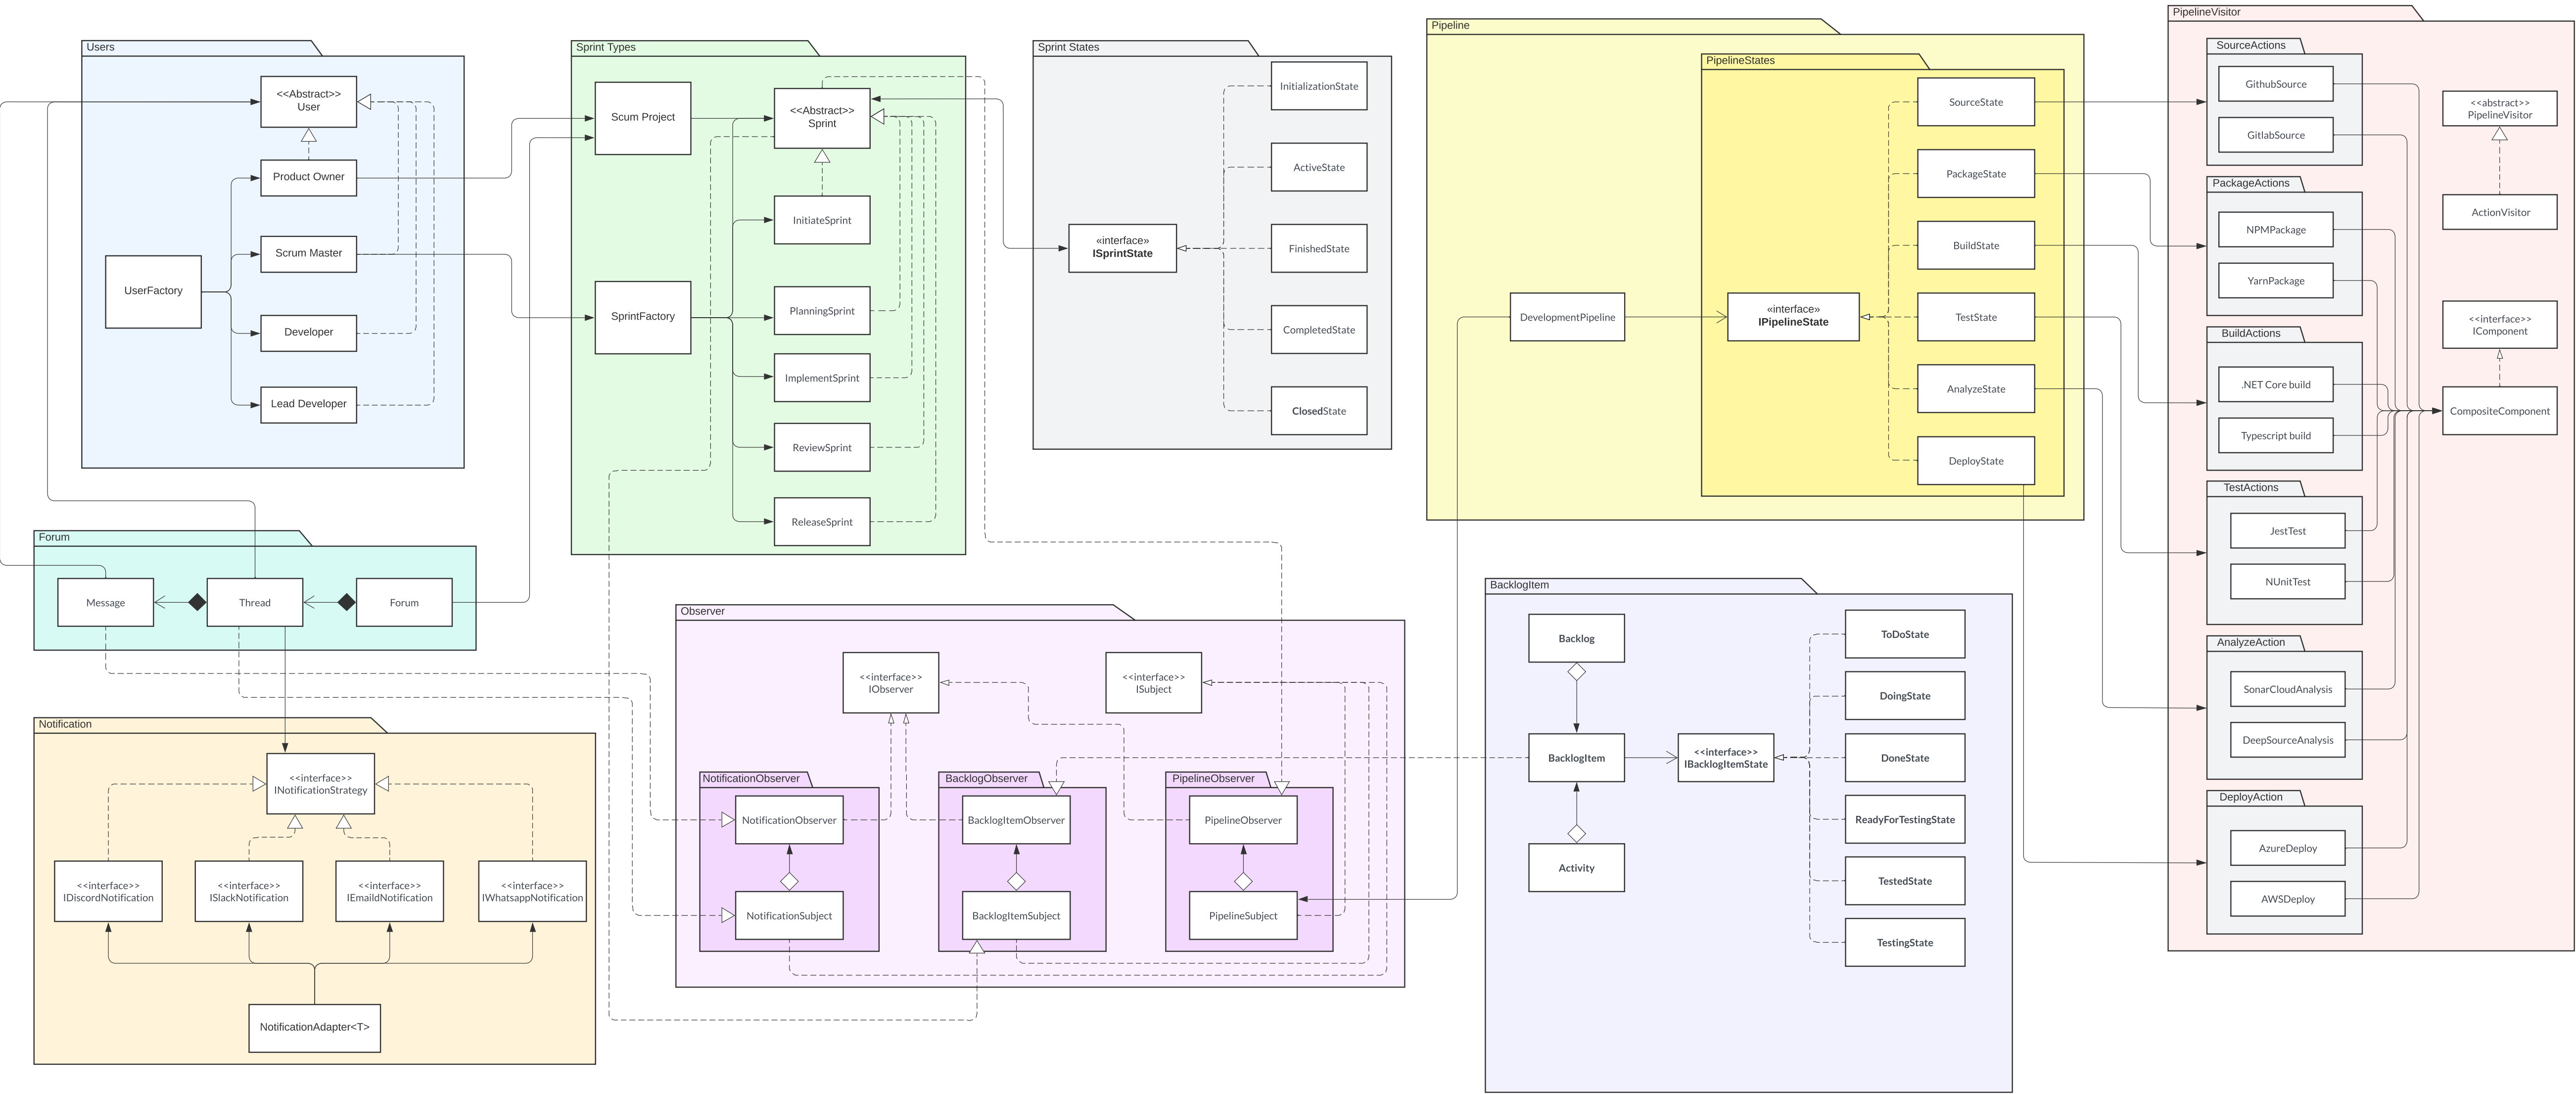 Users
<<Abstract>>
User
Product Owner
Scrum Master
UserFactory
Developer
Lead Developer
Sprint Types
Scum Project
<<Abstract>>
Sprint
InitiateSprint
SprintFactory
PlanningSprint
ImplementSprint
ReviewSprint
ReleaseSprint
Sprint States
InitializationState
ActiveState
«interface»
ISprintState
FinishedState
CompletedState
ClosedState
Pipeline
PipelineStates
SourceState
PackageState
BuildState
DevelopmentPipeline
«interface»
IPipelineState
TestState
AnalyzeState
DeployState
PipelineVisitor
SourceActions
GithubSource
GitlabSource
<<abstract>>
PipelineVisitor
PackageActions
NPMPackage
YarnPackage
ActionVisitor
BuildActions
.NET Core build
Typescript build
<<interface>>
IComponent
CompositeComponent
TestActions
JestTest
NUnitTest
AnalyzeAction
SonarCloudAnalysis
DeepSourceAnalysis
DeployAction
AzureDeploy
AWSDeploy
Forum
Message
Thread
Forum
Notification
<<interface>>
INotificationStrategy
<<interface>>
IDiscordNotification
<<interface>>
ISlackNotification
<<interface>>
IEmaildNotification
<<interface>>
IWhatsappNotification
NotificationAdapter<T>
Observer
<<interface>>
IObserver
<<interface>>
ISubject
NotificationObserver
NotificationObserver
NotificationSubject
BacklogObserver
BacklogItemObserver
BacklogItemSubject
PipelineObserver
PipelineObserver
PipelineSubject
BacklogItem
Backlog
BacklogItem
Activity
<<interface>>
IBacklogItemState
ToDoState
DoingState
DoneState
ReadyForTestingState
TestedState
TestingState